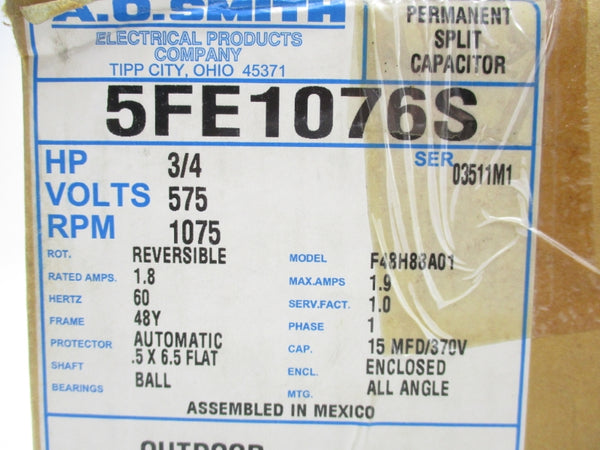 A.O.SMITH
ELECTRICAL PRODUCTS
COMPANY
TIPP CITY, OHIO 45371
PERMANENT
SPLIT
CAPACITOR
5FE1076S
HP 3/4
SER 03511M1
VOLTS 575
RPM 1075
ROT. REVERSIBLE
MODEL F48H88A01
RATED AMPS. 1.8
MAX.AMPS 1.9
HERTZ 60
SERV.FACT. 1.0
FRAME 48Y
PHASE 1
PROTECTOR AUTOMATIC
CAP. 15 MFD/370V
SHAFT .5 X 6.5 FLAT
ENCL. ENCLOSED
BEARINGS BALL
MTG. ALL ANGLE
ASSEMBLED IN MEXICO
OUTDOOR